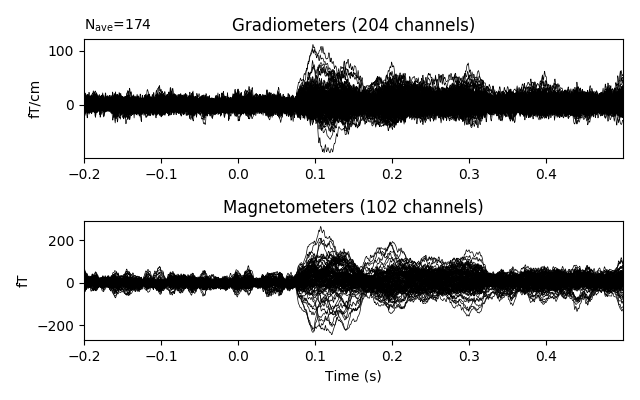 N_ave=174
Gradiometers (204 channels)
100
0
fT/cm
−0.2 −0.1 0.0 0.1 0.2 0.3 0.4
Magnetometers (102 channels)
200
0
−200
fT
−0.2 −0.1 0.0 0.1 0.2 0.3 0.4
Time (s)